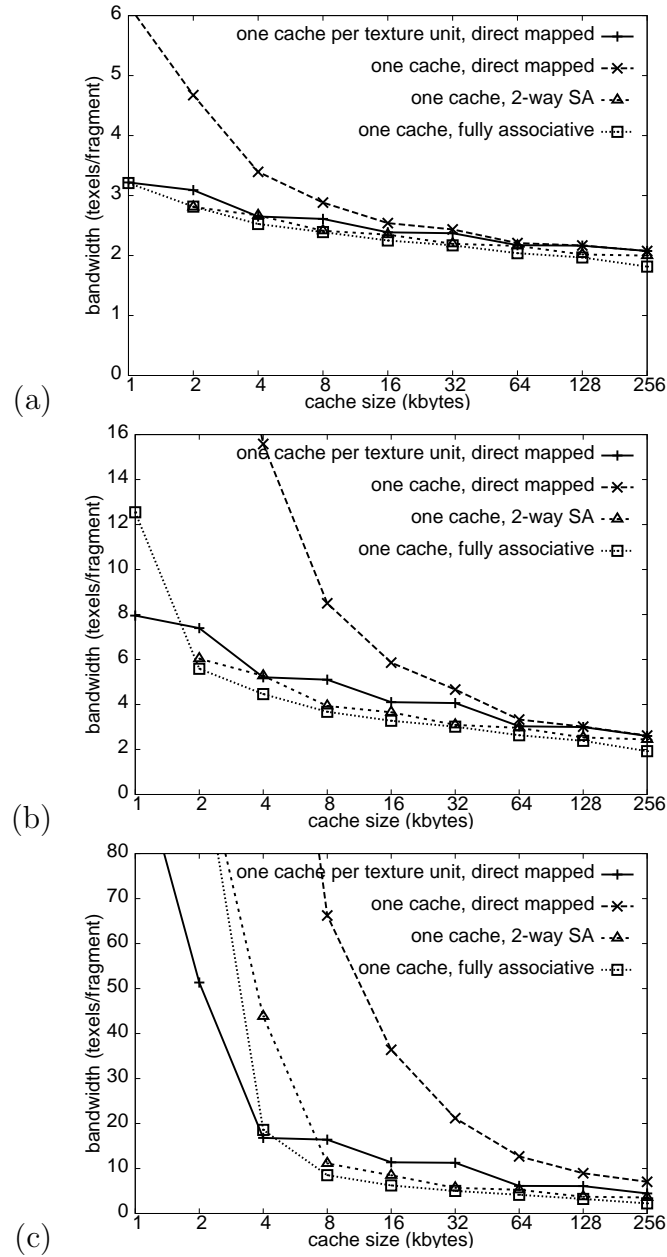 6
one cache per texture unit, direct mapped
one cache, direct mapped
5
one cache, 2-way SA
one cache, fully associative
4
3
2
1
0
bandwidth (texels/fragment)
1 2 4 8 16 32 64 128 256
cache size (kbytes)
(a)
16
one cache per texture unit, direct mapped
14
one cache, direct mapped
12
one cache, 2-way SA
one cache, fully associative
10
8
6
4
2
0
bandwidth (texels/fragment)
1 2 4 8 16 32 64 128 256
cache size (kbytes)
(b)
80
one cache per texture unit, direct mapped
70
one cache, direct mapped
60
one cache, 2-way SA
one cache, fully associative
50
40
30
20
10
0
bandwidth (texels/fragment)
1 2 4 8 16 32 64 128 256
cache size (kbytes)
(c)